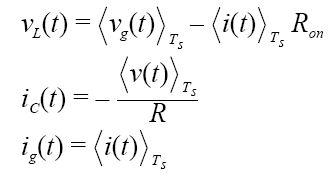 v_L(t) = ⟨v_g(t)⟩_{T_s} – ⟨i(t)⟩_{T_s} R_{on}
i_C(t) = – ⟨v(t)⟩_{T_s} / R
i_g(t) = ⟨i(t)⟩_{T_s}